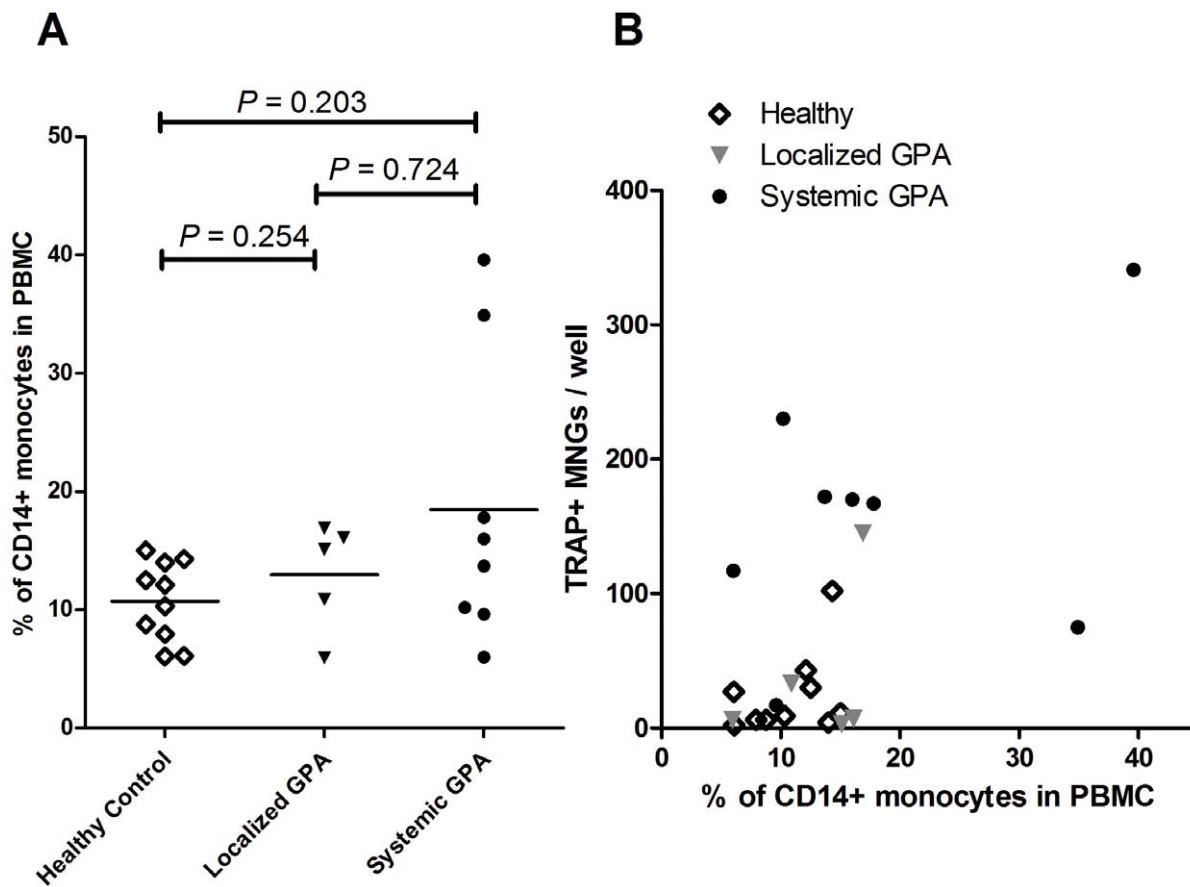 A
P = 0.203
P = 0.724
P = 0.254
50
40
30
20
10
0
% of CD14+ monocytes in PBMC
Healthy Control
Localized GPA
Systemic GPA
B
Healthy
Localized GPA
Systemic GPA
400
300
200
100
0
TRAP+ MNGs / well
0 10 20 30 40
% of CD14+ monocytes in PBMC